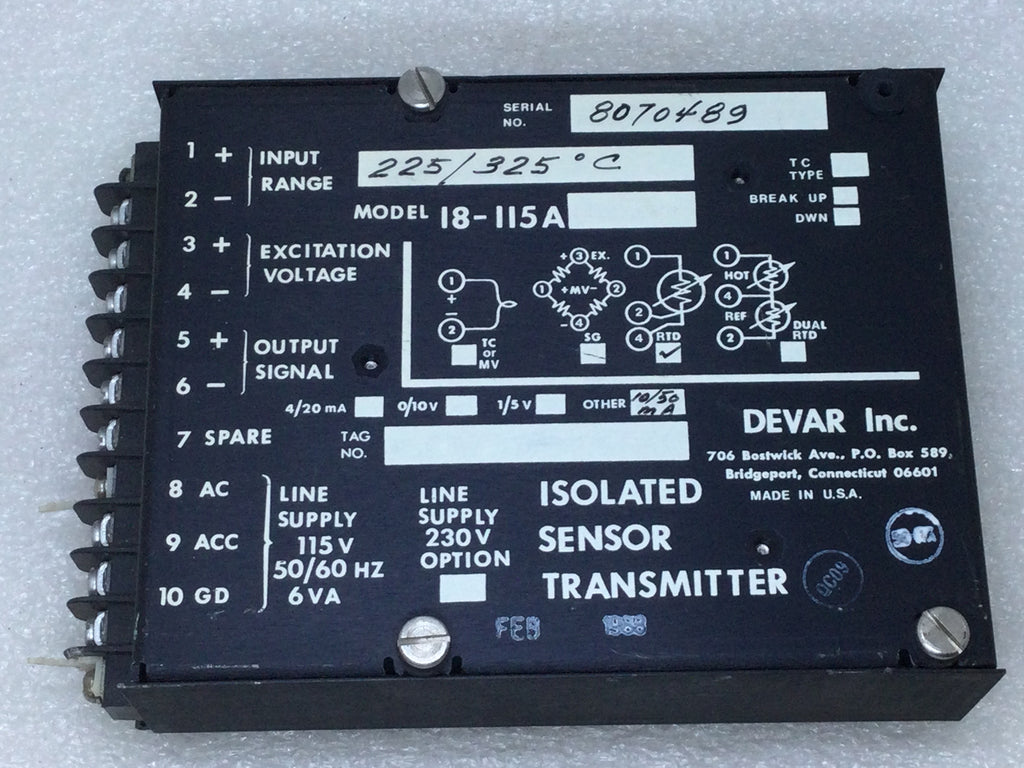 SERIAL NO. 8070489
1 + INPUT RANGE 225/325°C
2 -
MODEL 18-115A
TC TYPE
BREAK UP
DWN
3 + EXCITATION VOLTAGE
4 -
1 + - 2 TC or MV
+ 3 EX. 1 +MV- 2 - 4 SG
1 2 4 RTD ✓
1 HOT 4 REF 2 DUAL RTD
5 + OUTPUT SIGNAL
6 -
4/20 mA 0/10 V 1/5 V OTHER 10/50 mA
7 SPARE
TAG NO.
DEVAR Inc.
706 Bostwick Ave., P.O. Box 589,
Bridgeport, Connecticut 06601
MADE IN U.S.A.
8 AC
9 ACC
10 GD
LINE SUPPLY
115 V
50/60 HZ
6VA
LINE SUPPLY
230 V
OPTION
ISOLATED
SENSOR
TRANSMITTER
QC09
FEB